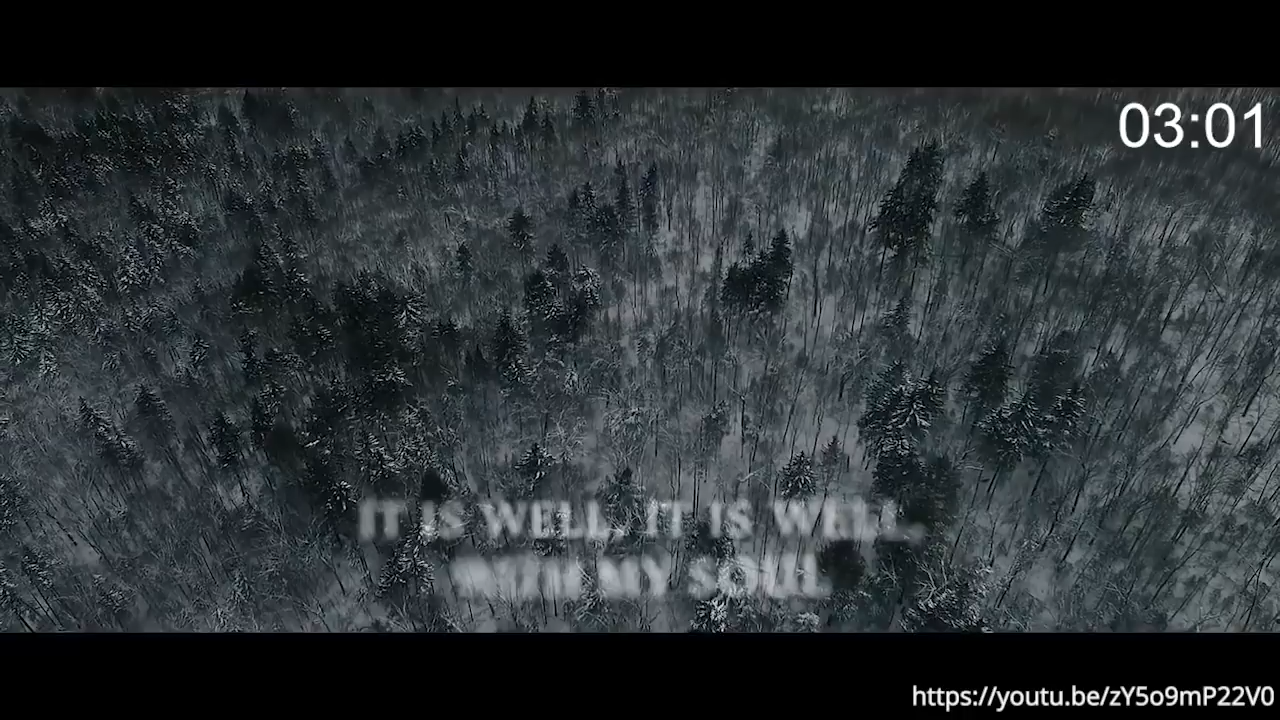 03:01
IT IS WELL, IT IS WELL,
WITH MY SOUL
https://youtu.be/zY5o9mP22V0